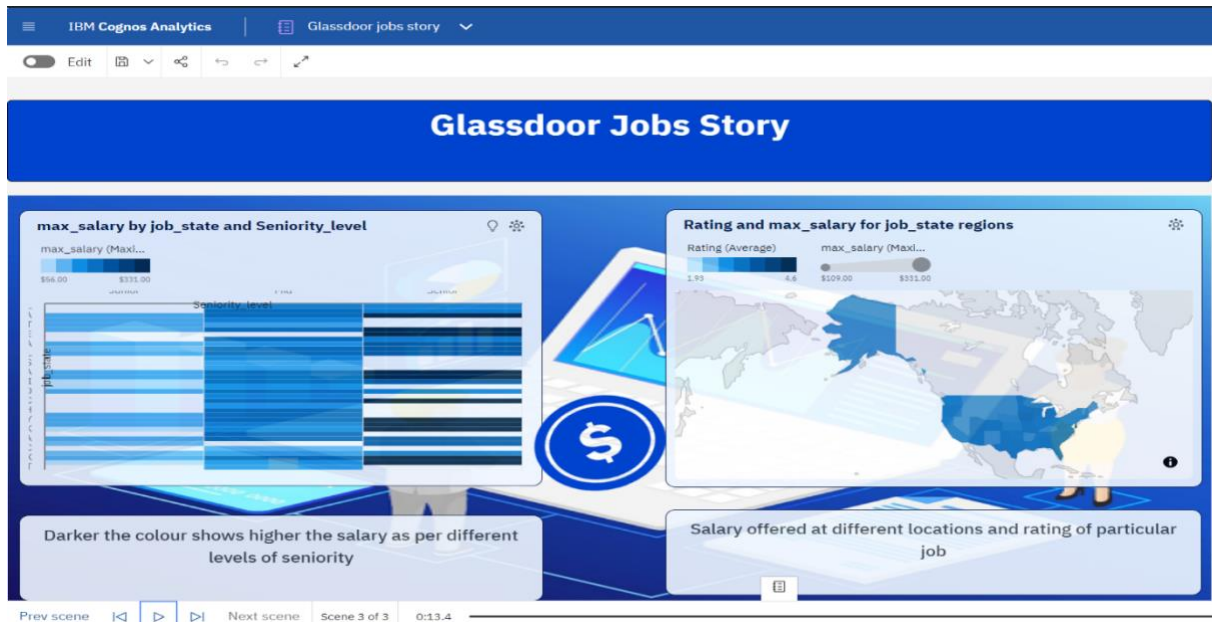 IBM Cognos Analytics
Glassdoor jobs story
Edit
Glassdoor Jobs Story
max_salary by job_state and Seniority_level
max_salary (Maxi...
$56.00 $331.00
Junior Senior
Seniority_level
job_state
Darker the colour shows higher the salary as per different
levels of seniority
$
Rating and max_salary for job_state regions
Rating (Average) max_salary (Maxi...
1.93 4.6 $109.00 $331.00
Salary offered at different locations and rating of particular
job
Prev scene Next scene Scene 3 of 3 0:13.4